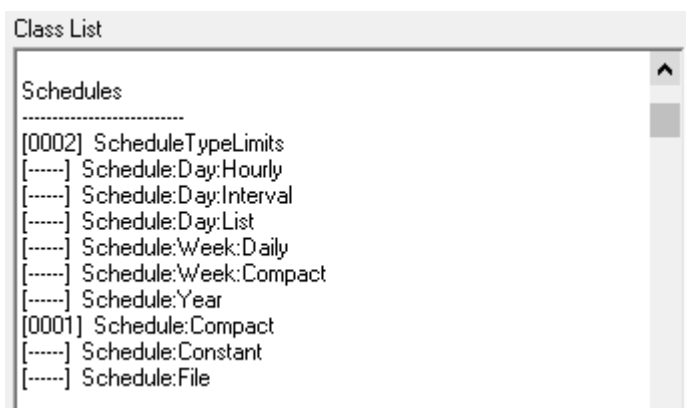 Class List
Schedules
---------------------------
[0002] ScheduleTypeLimits
[------] Schedule:Day:Hourly
[------] Schedule:Day:Interval
[------] Schedule:Day:List
[------] Schedule:Week:Daily
[------] Schedule:Week:Compact
[------] Schedule:Year
[0001] Schedule:Compact
[------] Schedule:Constant
[------] Schedule:File